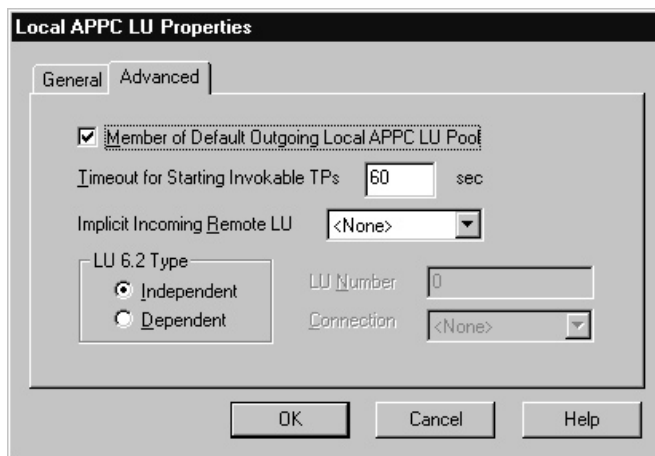 Local APPC LU Properties
General Advanced
Member of Default Outgoing Local APPC LU Pool
Timeout for Starting Invokable TPs 60 sec
Implicit Incoming Remote LU <None>
LU 6.2 Type
Independent
Dependent
LU Number 0
Connection <None>
OK Cancel Help